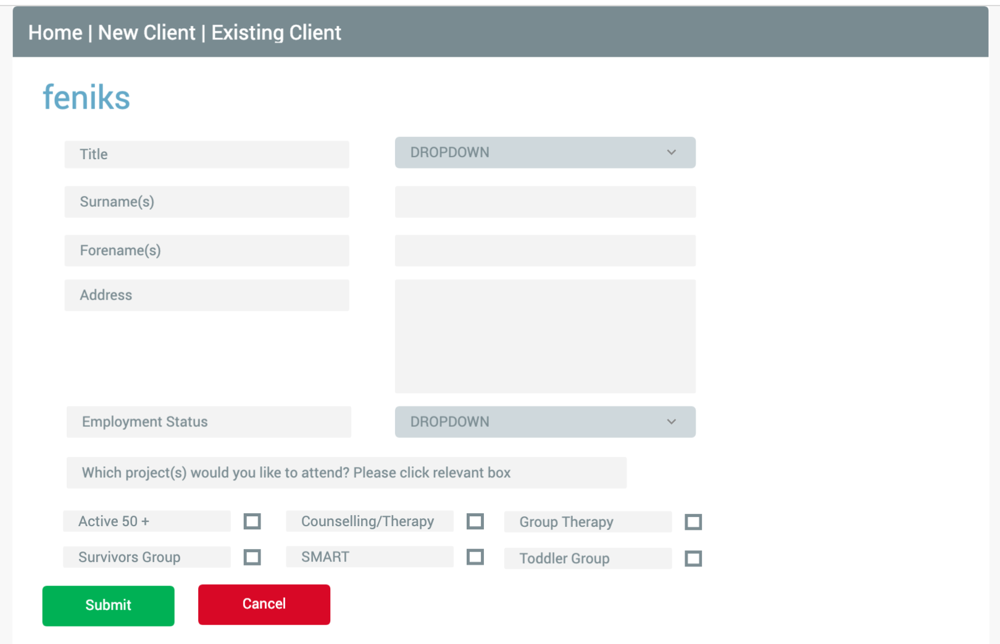 Home | New Client | Existing Client
feniks
Title
DROPDOWN
Surname(s)
Forename(s)
Address
Employment Status
DROPDOWN
Which project(s) would you like to attend? Please click relevant box
Active 50 + Counselling/Therapy Group Therapy
Survivors Group SMART Toddler Group
Submit Cancel